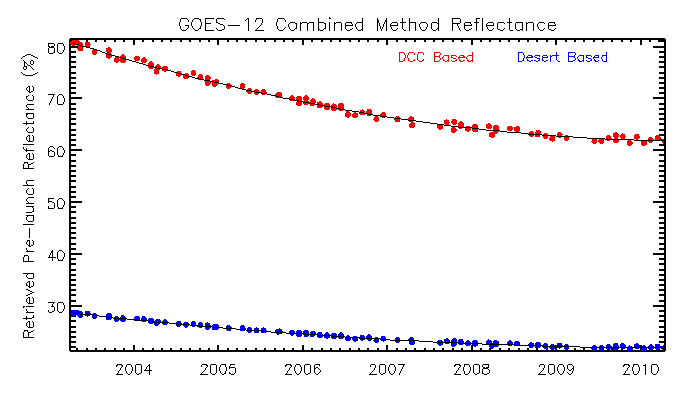 GOES-12 Combined Method Reflectance
DCC Based Desert Based
Retrieved Pre-launch Reflectance (%)
80
70
60
50
40
30
2004 2005 2006 2007 2008 2009 2010